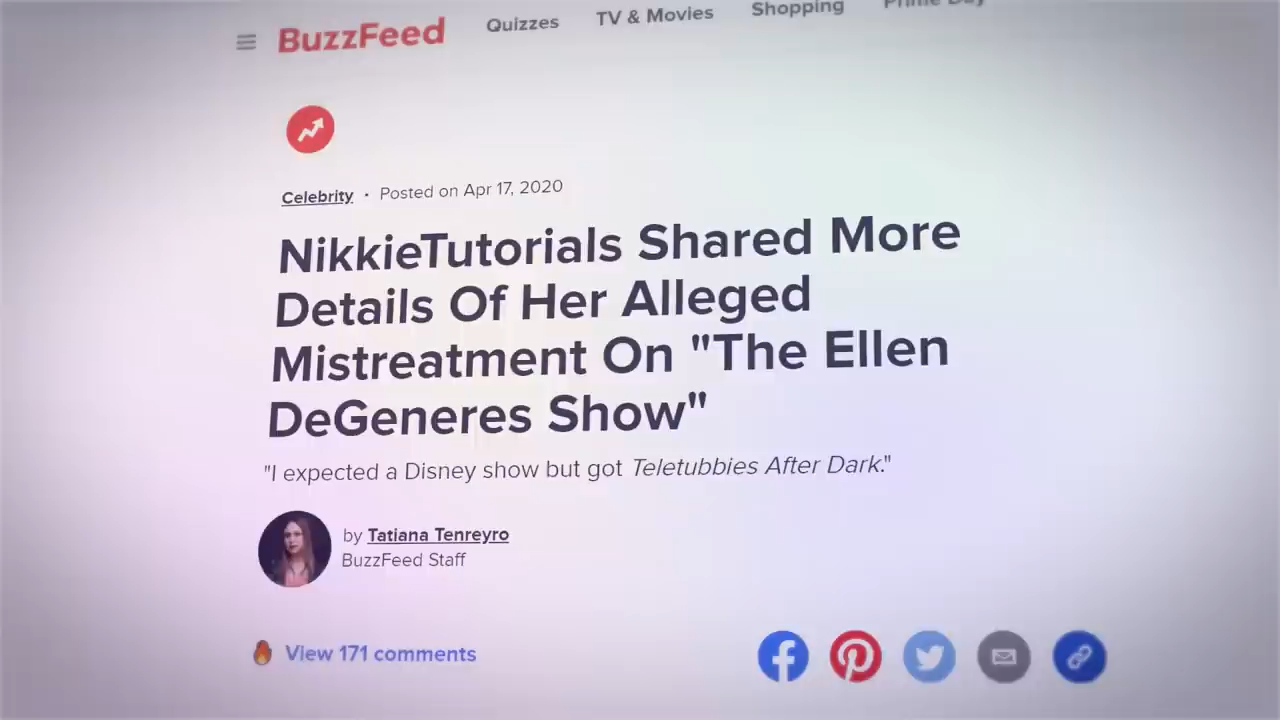 BuzzFeed Quizzes TV & Movies Shopping Prime Day
Celebrity · Posted on Apr 17, 2020
NikkieTutorials Shared More
Details Of Her Alleged
Mistreatment On "The Ellen
DeGeneres Show"
"I expected a Disney show but got Teletubbies After Dark."
by Tatiana Tenreyro
BuzzFeed Staff
View 171 comments